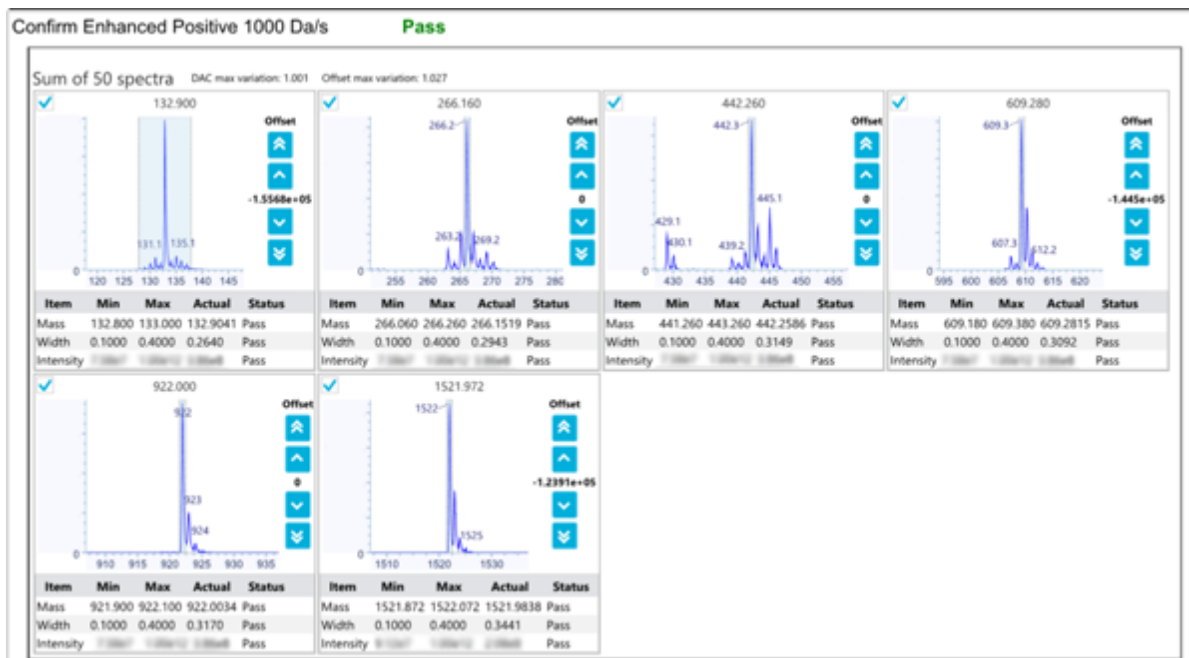 Confirm Enhanced Positive 1000 Da/s Pass
Sum of 50 spectra DAC max variation: 1.001 Offset max variation: 1.027
132.900
Offset
-1.5568e+05
131.1 135.1
0
120 125 130 135 140 145
Item Min Max Actual Status
Mass 132.800 133.000 132.9041 Pass
Width 0.1000 0.4000 0.2640 Pass
Intensity Pass
266.160
266.2
Offset
0
263.2 269.2
0
255 260 265 270 275 280
Item Min Max Actual Status
Mass 266.060 266.260 266.1519 Pass
Width 0.1000 0.4000 0.2943 Pass
Intensity Pass
442.260
442.3
Offset
0
445.1
429.1
430.1 439.2
0
430 435 440 445 450 455
Item Min Max Actual Status
Mass 441.260 443.260 442.2586 Pass
Width 0.1000 0.4000 0.3149 Pass
Intensity Pass
609.280
609.3
Offset
-1.445e+05
607.3 612.2
0
595 600 605 610 615 620
Item Min Max Actual Status
Mass 609.180 609.380 609.2815 Pass
Width 0.1000 0.4000 0.3092 Pass
Intensity Pass
922.000
922
Offset
0
923
924
0
910 915 920 925 930 935
Item Min Max Actual Status
Mass 921.900 922.100 922.0034 Pass
Width 0.1000 0.4000 0.3170 Pass
Intensity Pass
1521.972
1522
Offset
-1.2391e+05
1525
0
1510 1520 1530
Item Min Max Actual Status
Mass 1521.872 1522.072 1521.9838 Pass
Width 0.1000 0.4000 0.3441 Pass
Intensity Pass